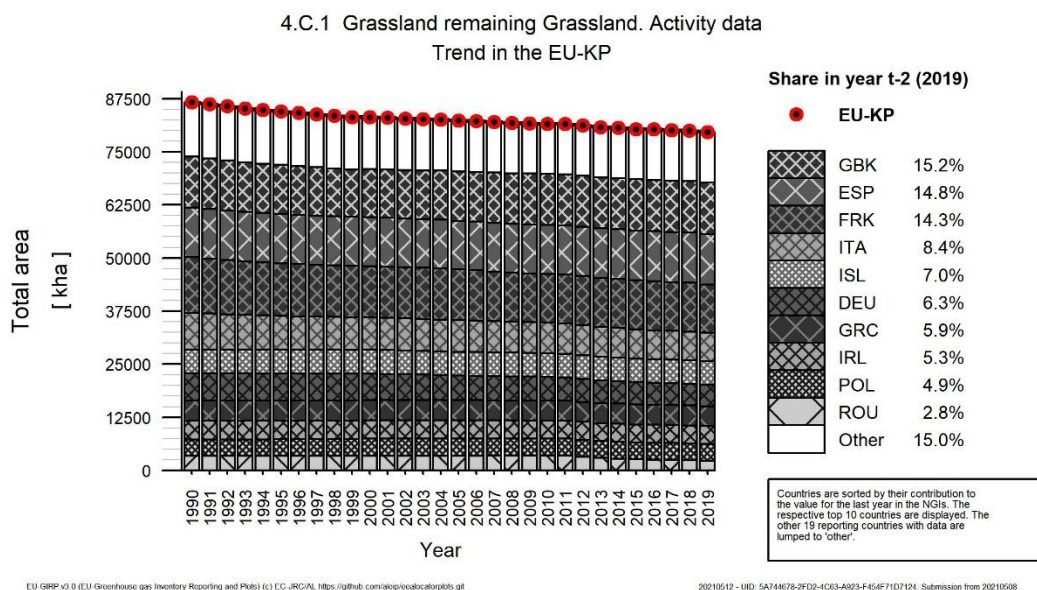 4.C.1 Grassland remaining Grassland. Activity data
Trend in the EU-KP
Total area
[ kha ]
87500
75000
62500
50000
37500
25000
12500
0
1990
1991
1992
1993
1994
1995
1996
1997
1998
1999
2000
2001
2002
2003
2004
2005
2006
2007
2008
2009
2010
2011
2012
2013
2014
2015
2016
2017
2018
2019
Year
Share in year t-2 (2019)
EU-KP
GBK 15.2%
ESP 14.8%
FRK 14.3%
ITA 8.4%
ISL 7.0%
DEU 6.3%
GRC 5.9%
IRL 5.3%
POL 4.9%
ROU 2.8%
Other 15.0%
Countries are sorted by their contribution to
the value for the last year in the NGIs. The
respective top 10 countries are displayed. The
other 19 reporting countries with data are
lumped to 'other'.
EU-GIRP.v3.0 (EU-Greenhouse gas Inventory Reporting and Plots) (c) EC-JRC/AL https://github.com/aleip/eealocatorplots.git
20210512 - UID: 5A744678-2FD2-4C63-A923-F454F71D7124. Submission from 20210508